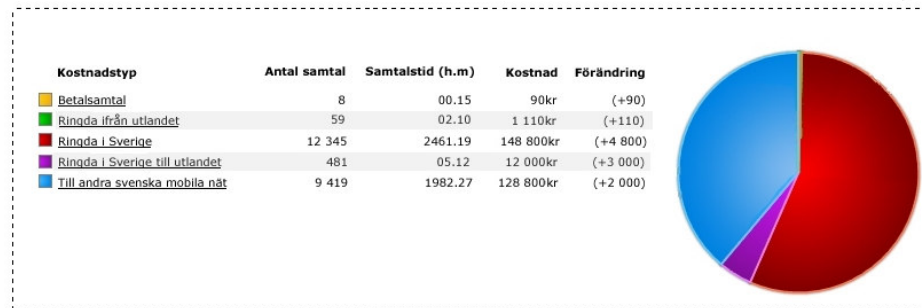 Kostnadstyp Antal samtal Samtalstid (h.m) Kostnad Förändring
Betalsamtal 8 00.15 90kr (+90)
Ringda ifrån utlandet 59 02.10 1 110kr (+110)
Ringda i Sverige 12 345 2461.19 148 800kr (+4 800)
Ringda i Sverige till utlandet 481 05.12 12 000kr (+3 000)
Till andra svenska mobila nät 9 419 1982.27 128 800kr (+2 000)